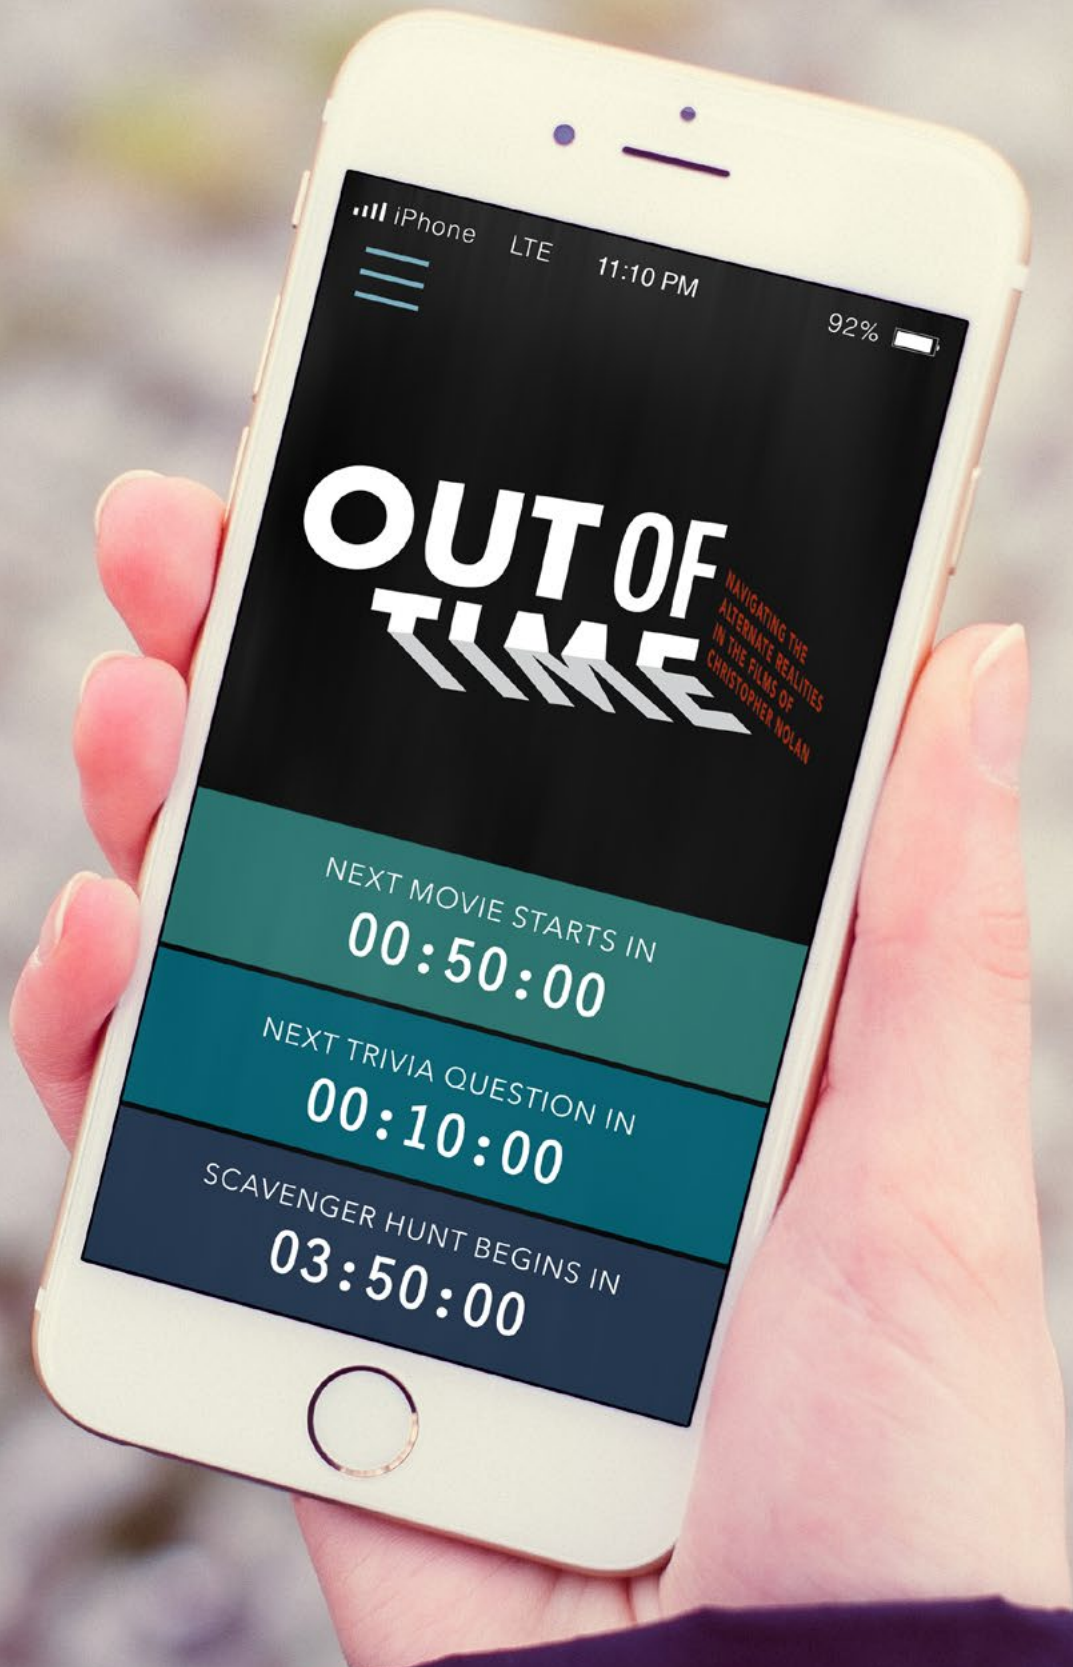 iPhone LTE 11:10 PM 92%
OUT OF
TIME
NAVIGATING THE
ALTERNATE REALITIES
IN THE FILMS OF
CHRISTOPHER NOLAN
NEXT MOVIE STARTS IN
00:50:00
NEXT TRIVIA QUESTION IN
00:10:00
SCAVENGER HUNT BEGINS IN
03:50:00